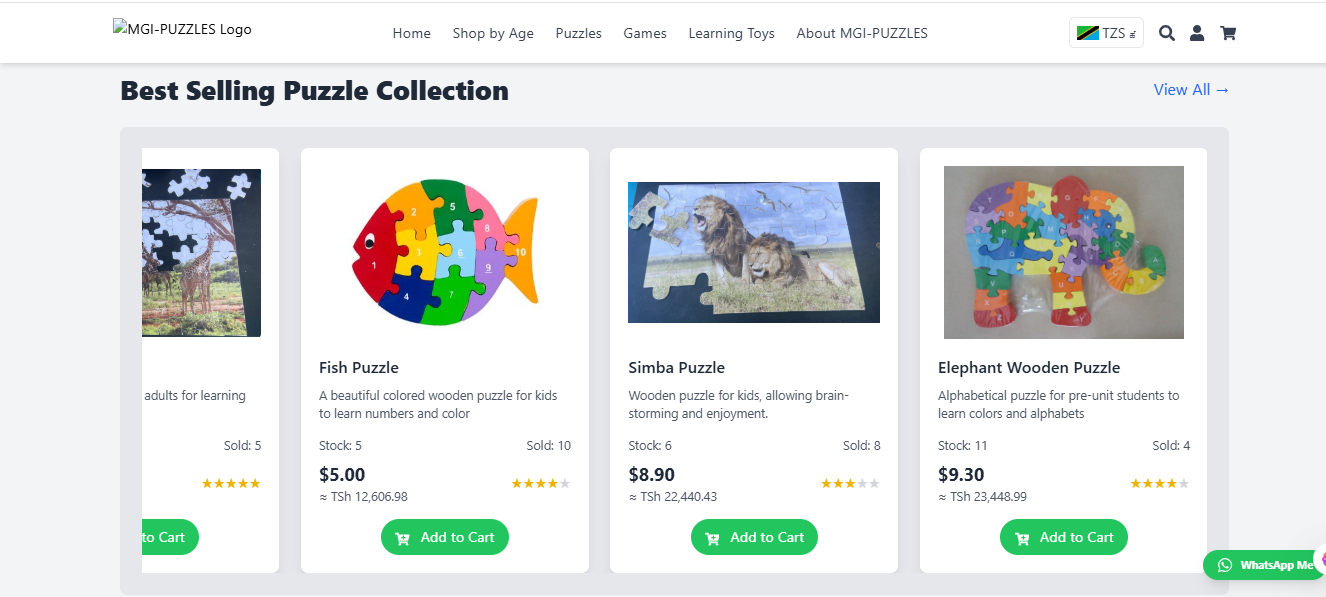 MGI-PUZZLES Logo
Home Shop by Age Puzzles Games Learning Toys About MGI-PUZZLES
TZS
Best Selling Puzzle Collection
View All →
adults for learning
Sold: 5
★★★★★
to Cart
1 2 3 4 5 6 7 8 9 10
Fish Puzzle
A beautiful colored wooden puzzle for kids
to learn numbers and color
Stock: 5 Sold: 10
$5.00
≈ TSh 12,606.98
★★★★★
Add to Cart
Simba Puzzle
Wooden puzzle for kids, allowing brain-
storming and enjoyment.
Stock: 6 Sold: 8
$8.90
≈ TSh 22,440.43
★★★★★
Add to Cart
Elephant Wooden Puzzle
Alphabetical puzzle for pre-unit students to
learn colors and alphabets
Stock: 11 Sold: 4
$9.30
≈ TSh 23,448.99
★★★★★
Add to Cart
WhatsApp Me